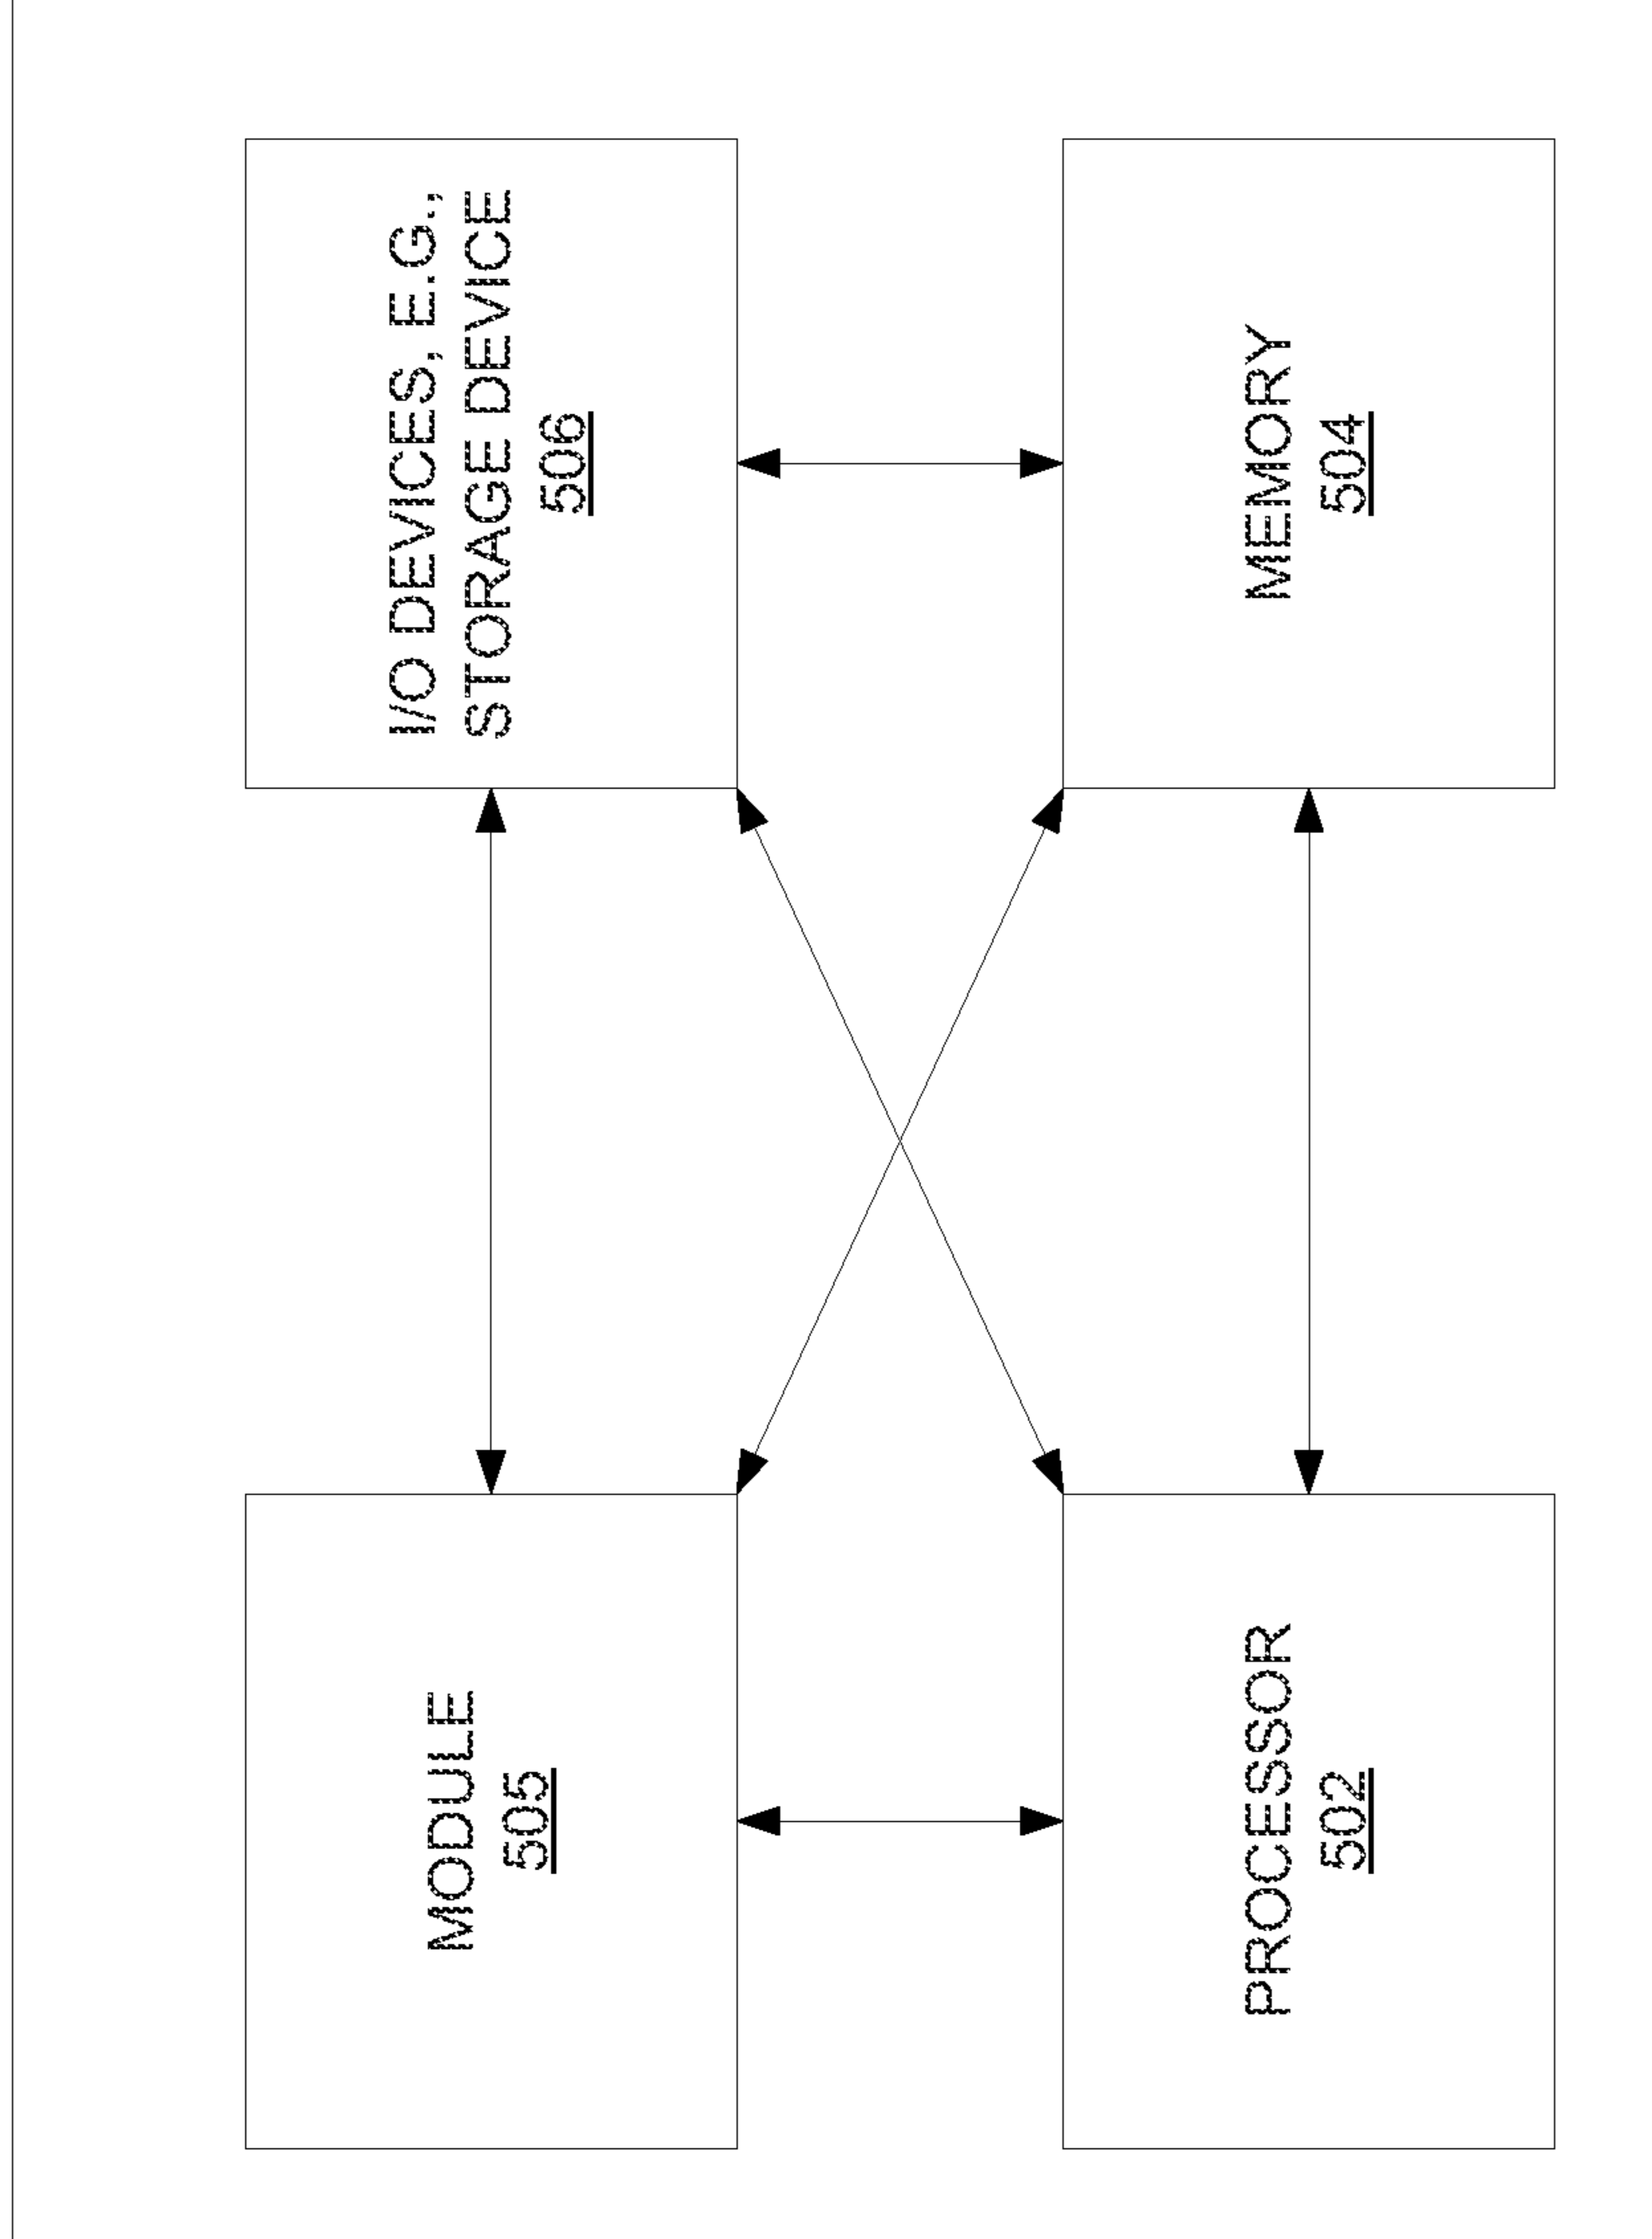 MODULE
505
I/O DEVICES, E.G.,
STORAGE DEVICE
506
PROCESSOR
502
MEMORY
504